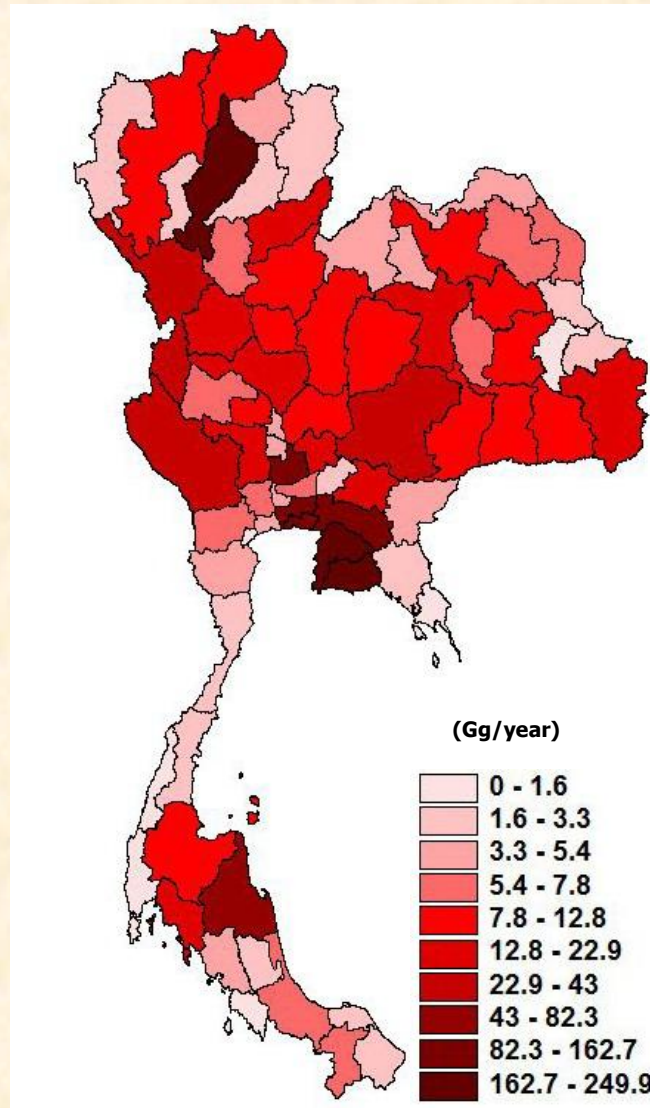 (Gg/year)
0 - 1.6
1.6 - 3.3
3.3 - 5.4
5.4 - 7.8
7.8 - 12.8
12.8 - 22.9
22.9 - 43
43 - 82.3
82.3 - 162.7
162.7 - 249.9